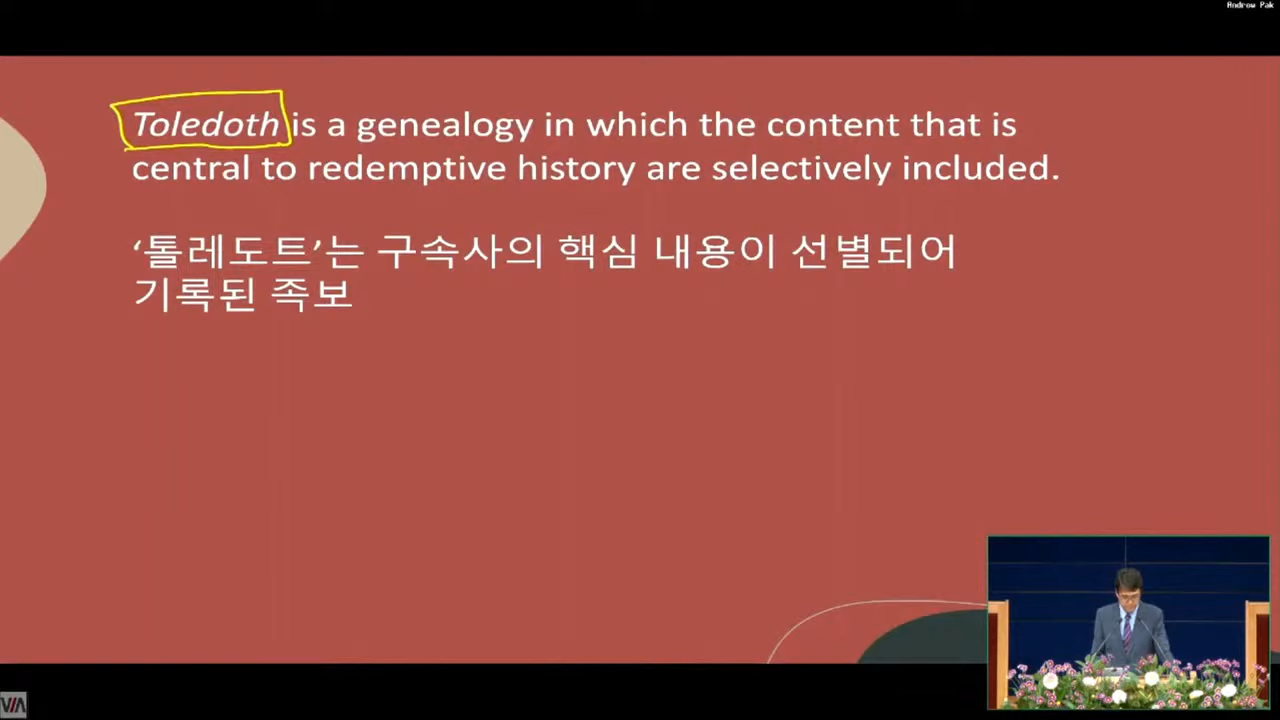 Andrew Pak
Toledoth is a genealogy in which the content that is
central to redemptive history are selectively included.
‘톨레도트’는 구속사의 핵심 내용이 선별되어
기록된 족보
VIA